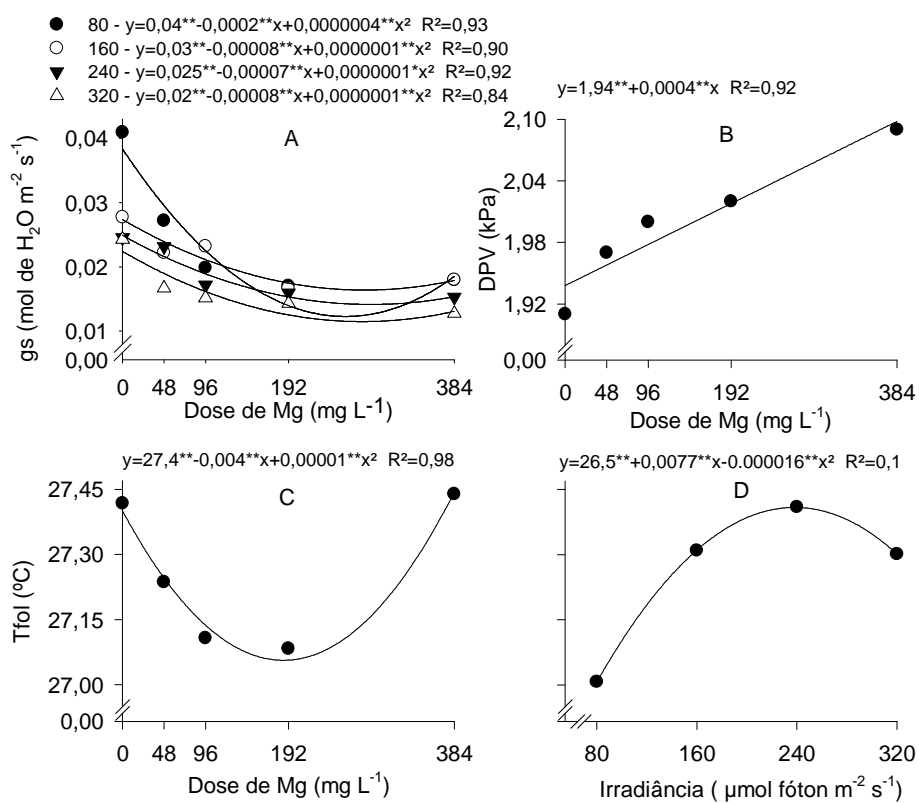 80 - y=0,04**-0,0002**x+0,0000004**x² R²=0,93
160 - y=0,03**-0,00008**x+0,0000001**x² R²=0,90
240 - y=0,025**-0,00007**x+0,0000001*x² R²=0,92
320 - y=0,02**-0,00008**x+0,0000001**x² R²=0,84
A
gs (mol de H₂O m⁻² s⁻¹)
0,04
0,03
0,02
0,01
0,00
0 48 96 192 384
Dose de Mg (mg L⁻¹)
y=1,94**+0,0004**x R²=0,92
B
DPV (kPa)
2,10
2,04
1,98
1,92
0,00
0 48 96 192 384
Dose de Mg (mg L⁻¹)
y=27,4**-0,004**x+0,00001**x² R²=0,98
C
Tfol (ºC)
27,45
27,30
27,15
27,00
0,00
0 48 96 192 384
Dose de Mg (mg L⁻¹)
y=26,5**+0,0077**x-0.000016**x² R²=0,1
D
80 160 240 320
Irradiância ( μmol fóton m⁻² s⁻¹)